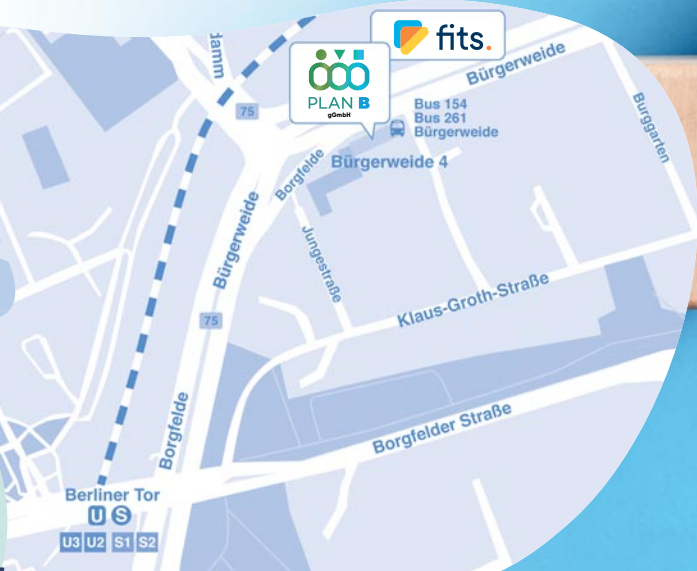 fits.
damm
PLAN B
gGmbH
75
Bürgerweide
Bus 154
Bus 261
Bürgerweide
Burggarten
Borgfelde
Bürgerweide 4
Bürgerweide
Jungestraße
Klaus-Groth-Straße
75
Borgfelde
Borgfelder Straße
Berliner Tor
U S
U3 U2 S1 S2